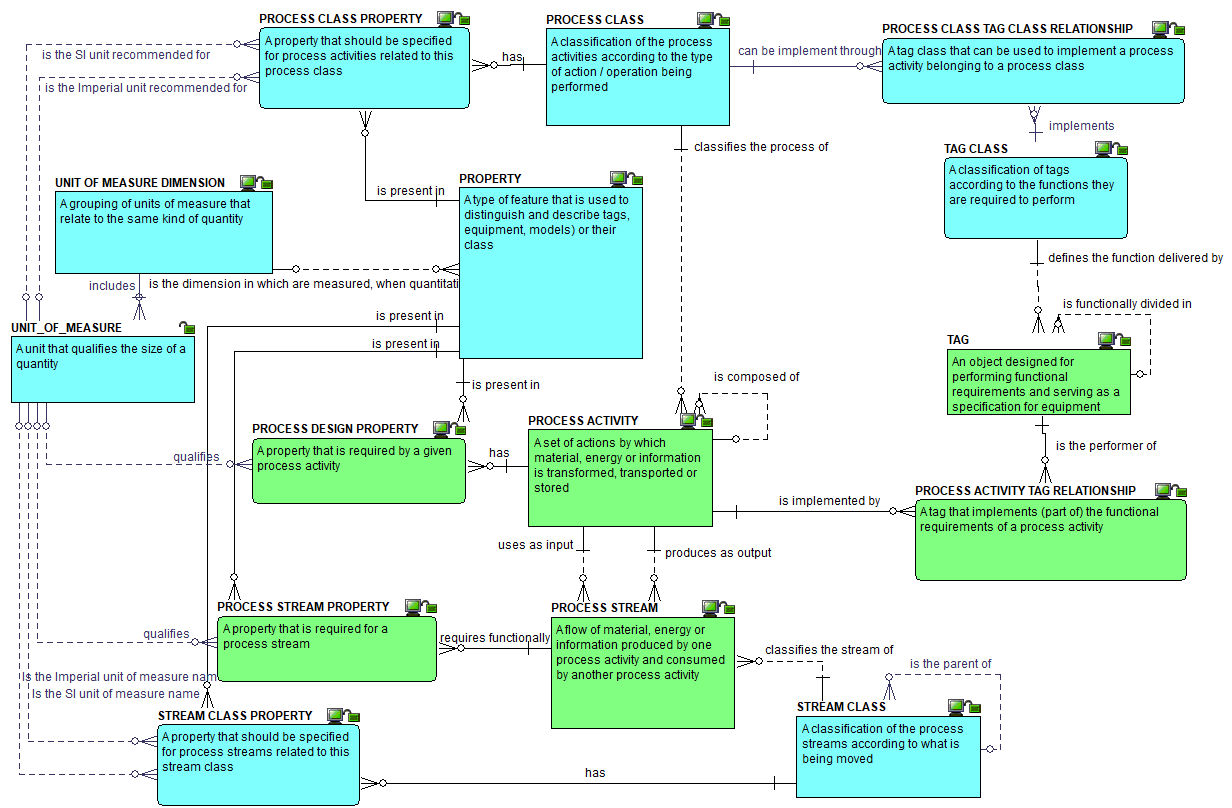 PROCESS CLASS PROPERTY
A property that should be specified
for process activities related to this
process class
PROCESS CLASS
A classification of the process
activities according to the type
of action / operation being
performed
PROCESS CLASS TAG CLASS RELATIONSHIP
A tag class that can be used to implement a process
activity belonging to a process class
is the SI unit recommended for
is the Imperial unit recommended for
has
can be implement through
implements
classifies the process of
TAG CLASS
A classification of tags
according to the functions they
are required to perform
UNIT OF MEASURE DIMENSION
A grouping of units of measure that
relate to the same kind of quantity
is present in
PROPERTY
A type of feature that is used to
distinguish and describe tags,
equipment, models) or their
class
defines the function delivered by
includes
is the dimension in which are measured, when quantitati
is functionally divided in
UNIT_OF_MEASURE
A unit that qualifies the size of a
quantity
is present in
is present in
is present in
TAG
An object designed for
performing functional
requirements and serving as a
specification for equipment
is composed of
PROCESS DESIGN PROPERTY
A property that is required by a given
process activity
qualifies
has
PROCESS ACTIVITY
A set of actions by which
material, energy or information
is transformed, transported or
stored
is the performer of
is implemented by
PROCESS ACTIVITY TAG RELATIONSHIP
A tag that implements (part of) the functional
requirements of a process activity
uses as input
produces as output
PROCESS STREAM PROPERTY
A property that is required for a
process stream
qualifies
requires functionally
PROCESS STREAM
A flow of material, energy or
information produced by one
process activity and consumed
by another process activity
classifies the stream of
is the parent of
Is the Imperial unit of measure nam
Is the SI unit of measure name
STREAM CLASS PROPERTY
A property that should be specified
for process streams related to this
stream class
has
STREAM CLASS
A classification of the process
streams according to what is
being moved